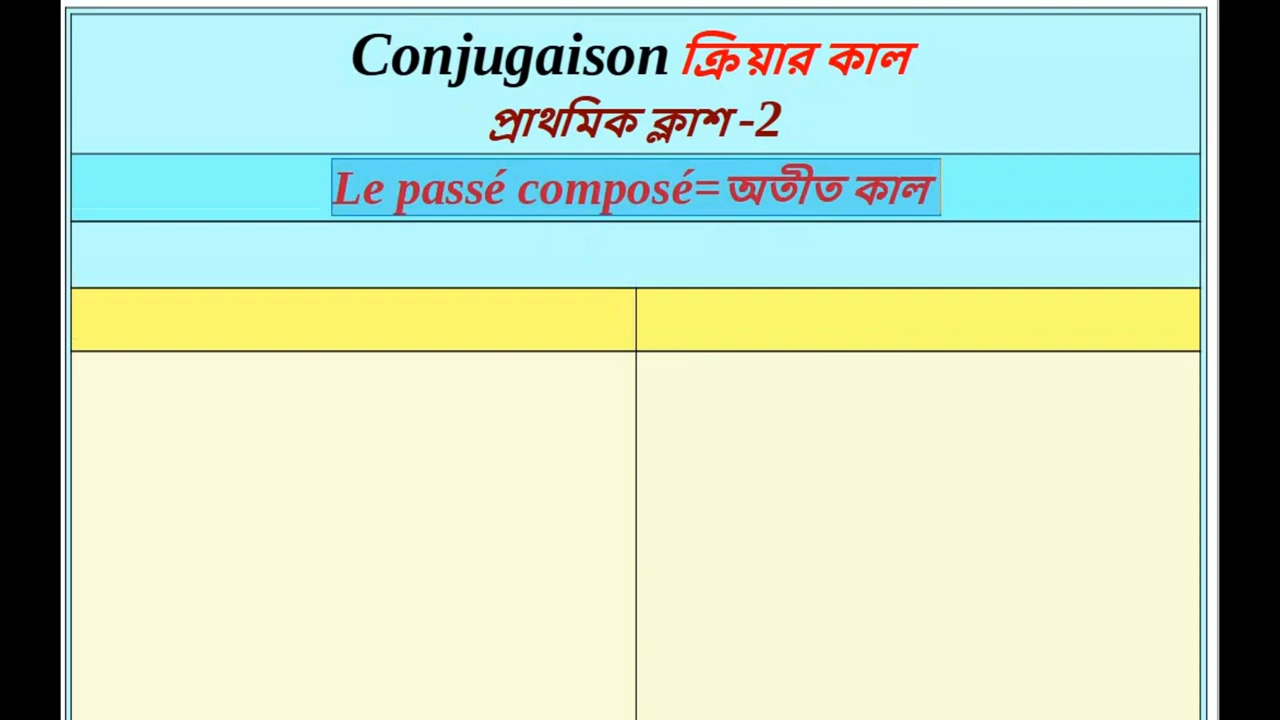 Conjugaison ক্রিয়ার কাল
প্রাথমিক ক্লাশ -2
Le passé composé=অতীত কাল